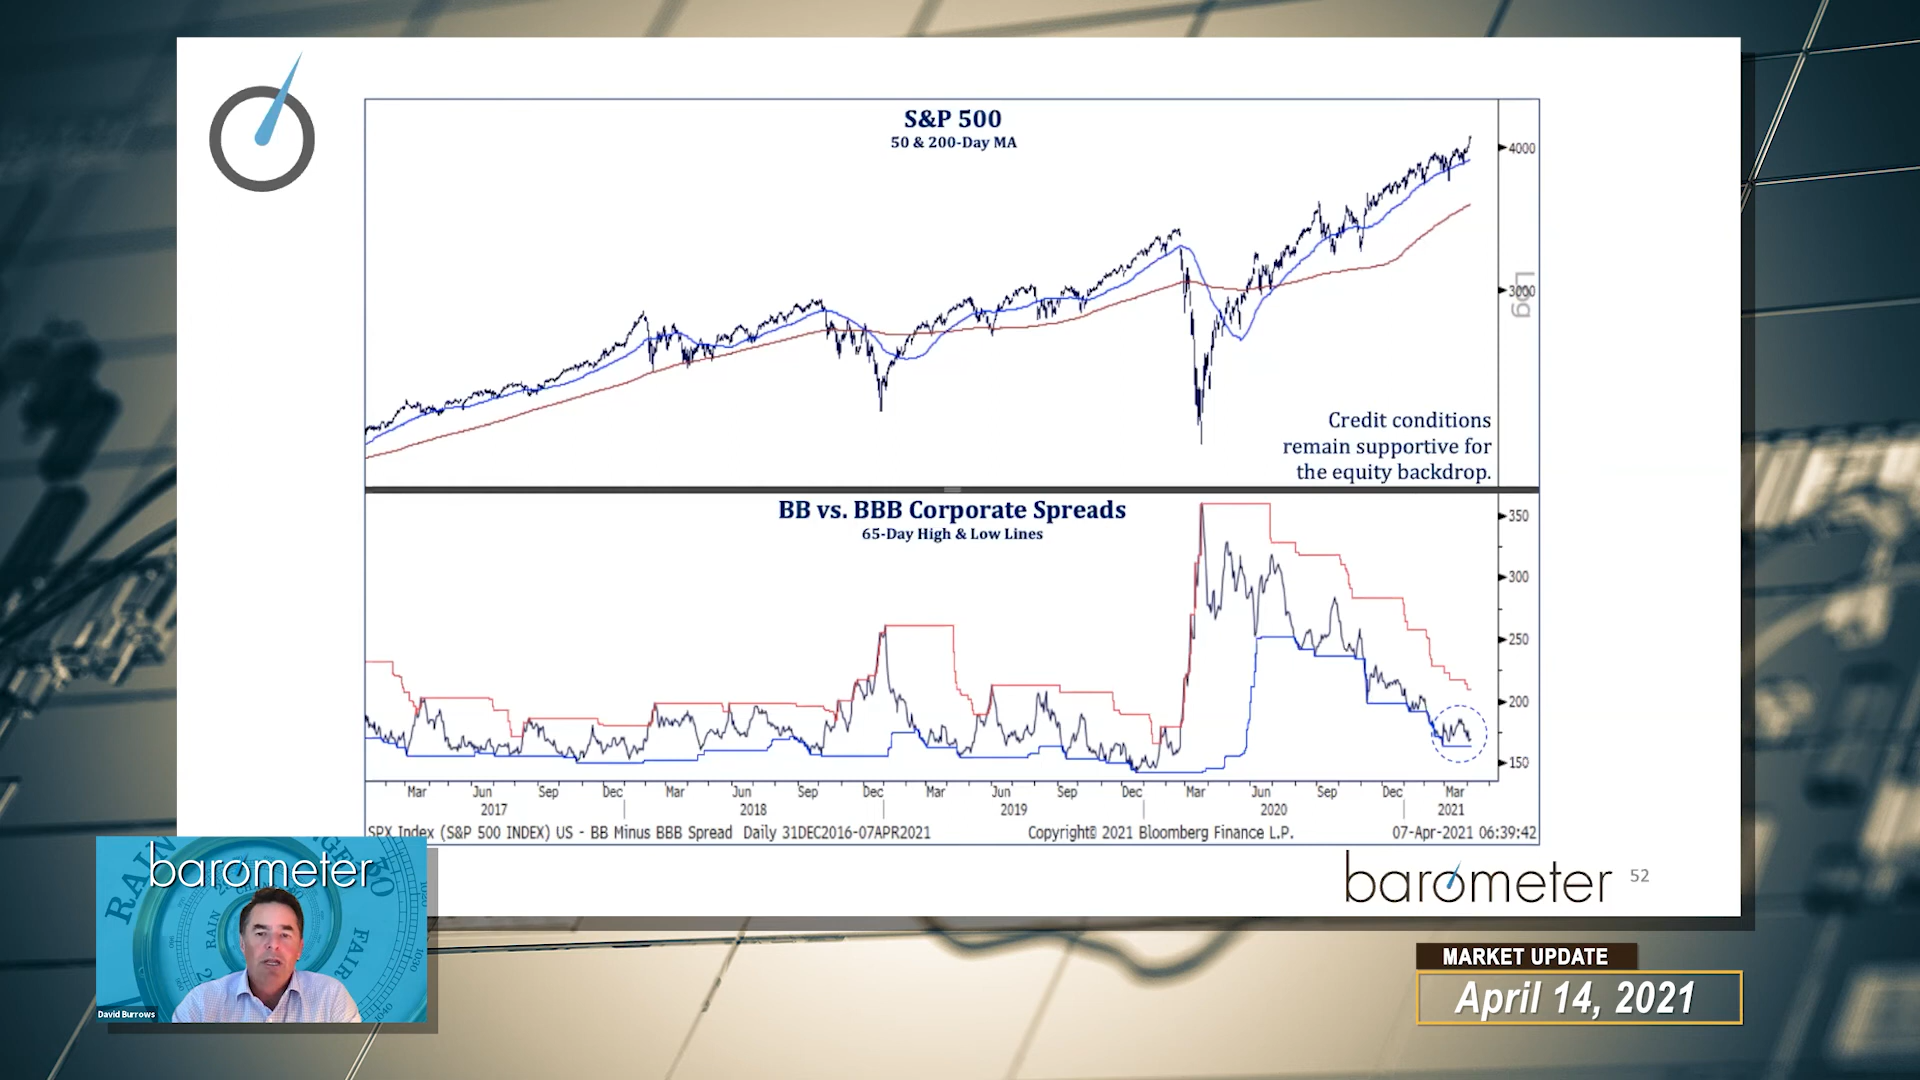 S&P 500
50 & 200-Day MA
4000
3000
Log
Credit conditions
remain supportive for
the equity backdrop.
BB vs. BBB Corporate Spreads
65-Day High & Low Lines
350
300
250
200
150
Mar Jun Sep Dec Mar Jun Sep Dec Mar Jun Sep Dec Mar Jun Sep Dec Mar
2017 2018 2019 2020 2021
SPX Index (S&P 500 INDEX) US - BB Minus BBB Spread Daily 31DEC2016-07APR2021 Copyright© 2021 Bloomberg Finance L.P. 07-Apr-2021 06:39:42
barometer
52
barometer
RAIN
FAIR
David Burrows
MARKET UPDATE
April 14, 2021